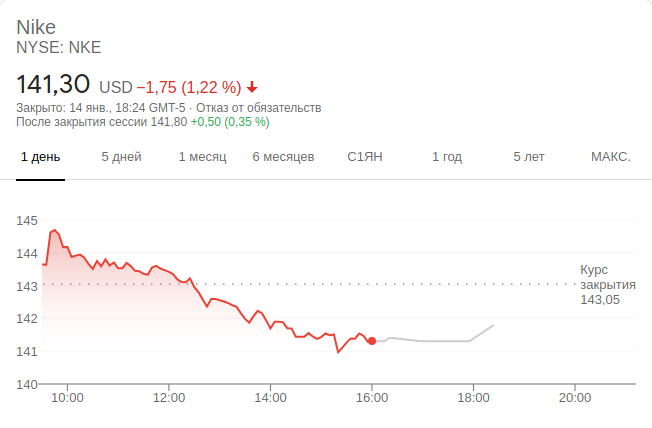 Nike
NYSE: NKE
141,30 USD −1,75 (1,22 %)
Закрыто: 14 янв., 18:24 GMT-5 · Отказ от обязательств
После закрытия сессии 141,80 +0,50 (0,35 %)
1 день 5 дней 1 месяц 6 месяцев С1ЯН 1 год 5 лет МАКС.
145
144
Курс
143 закрытия
143,05
142
141
140
10:00 12:00 14:00 16:00 18:00 20:00